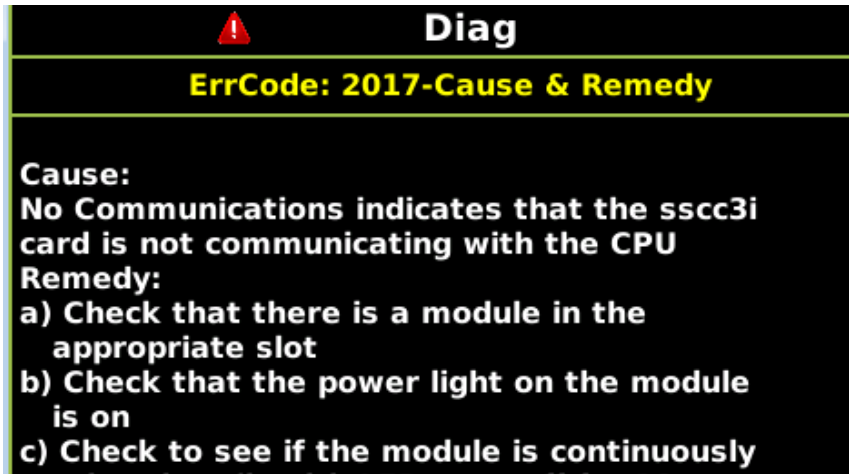 Diag
ErrCode: 2017-Cause & Remedy
Cause:
No Communications indicates that the sscc3i
card is not communicating with the CPU
Remedy:
a) Check that there is a module in the
appropriate slot
b) Check that the power light on the module
is on
c) Check to see if the module is continuously